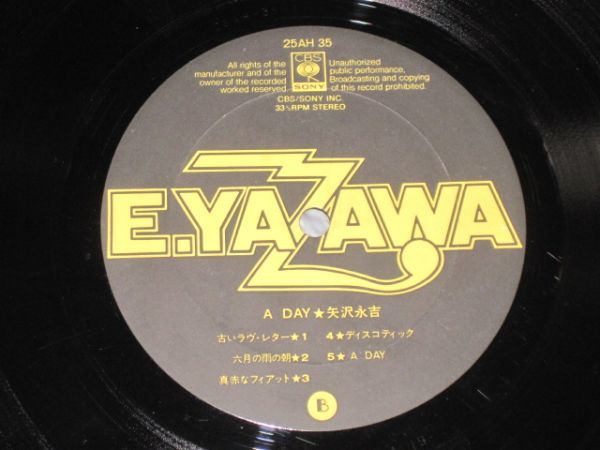 25AH 35
All rights of the
manufacturer and of the
owner of the recorded
worked reserved
CBS
SONY
Unauthorized
public performance,
Broadcasting and copying
of this record prohibited.
CBS/SONY INC.
33⅓RPM STEREO
E.YAZAWA
A DAY★矢沢永吉
古いラヴ・レター★1
六月の雨の朝★2
真赤なフィアット★3
4★ディスコティック
5★ A DAY
B